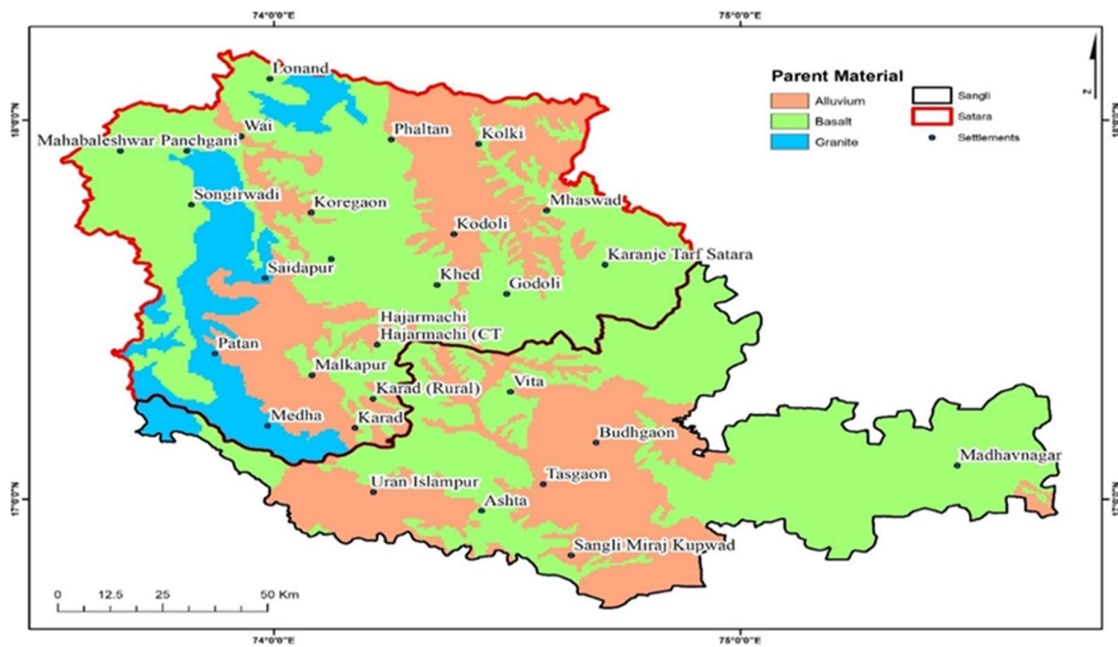 74°0'0"E
75°0'0"E
Lonand
Parent Material
Alluvium
Basalt
Granite
Sangli
Satara
Settlements
Z
18°0'0"N
18°0'0"N
Wai
Phaltan
Kolki
Mahabaleshwar Panchgani
Songirwadi
Koregaon
Mhaswad
Kodoli
Karanje Tarf Satara
Saidapur
Khed
Godoli
Hajarmachi
Hajarmachi (CT
Patan
Malkapur
Vita
Karad (Rural)
Medha
Karad
Budhgaon
Madhavnagar
Uran Islampur
Tasgaon
Ashta
17°0'0"N
17°0'0"N
Sangli Miraj Kupwad
0 12.5 25 50 Km
74°0'0"E
75°0'0"E